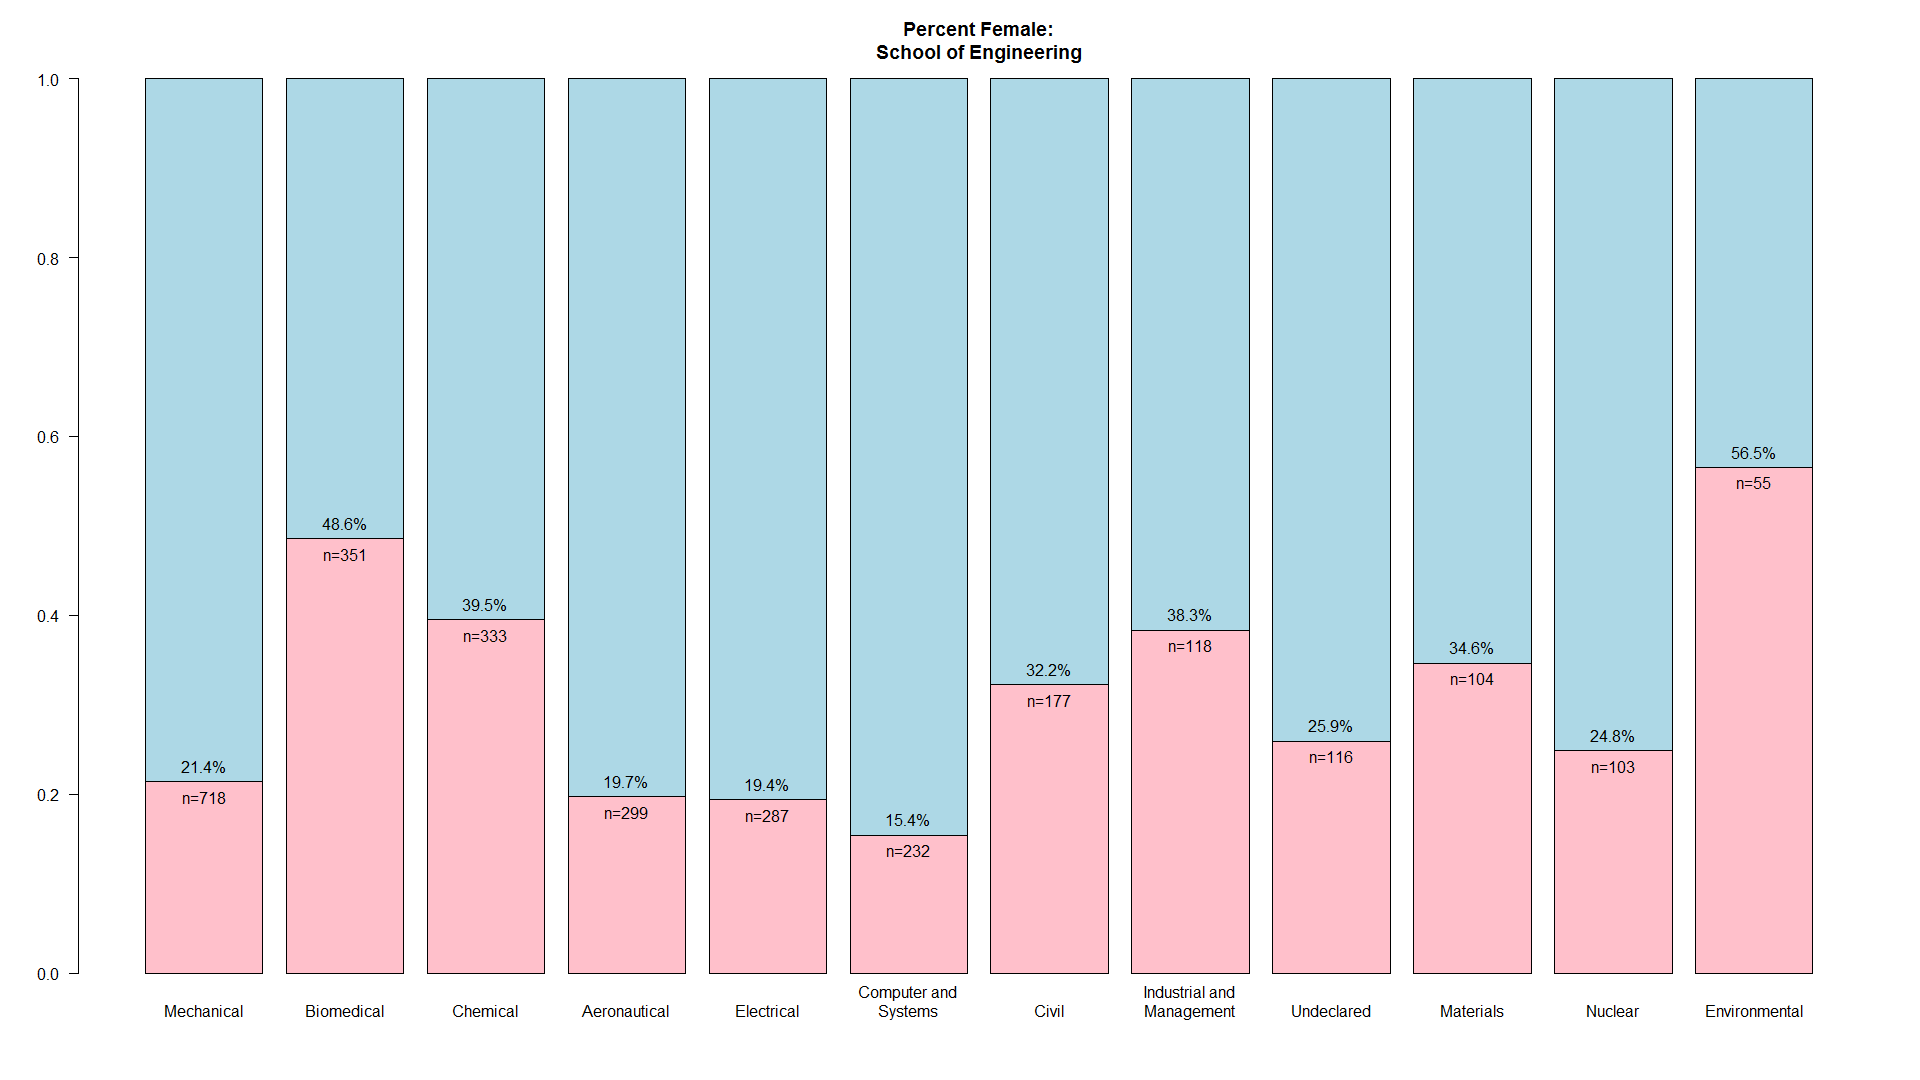 Percent Female:
School of Engineering
1.0
0.8
0.6
0.4
0.2
0.0
21.4%
n=718
48.6%
n=351
39.5%
n=333
19.7%
n=299
19.4%
n=287
15.4%
n=232
32.2%
n=177
38.3%
n=118
25.9%
n=116
34.6%
n=104
24.8%
n=103
56.5%
n=55
Mechanical
Biomedical
Chemical
Aeronautical
Electrical
Computer and
Systems
Civil
Industrial and
Management
Undeclared
Materials
Nuclear
Environmental